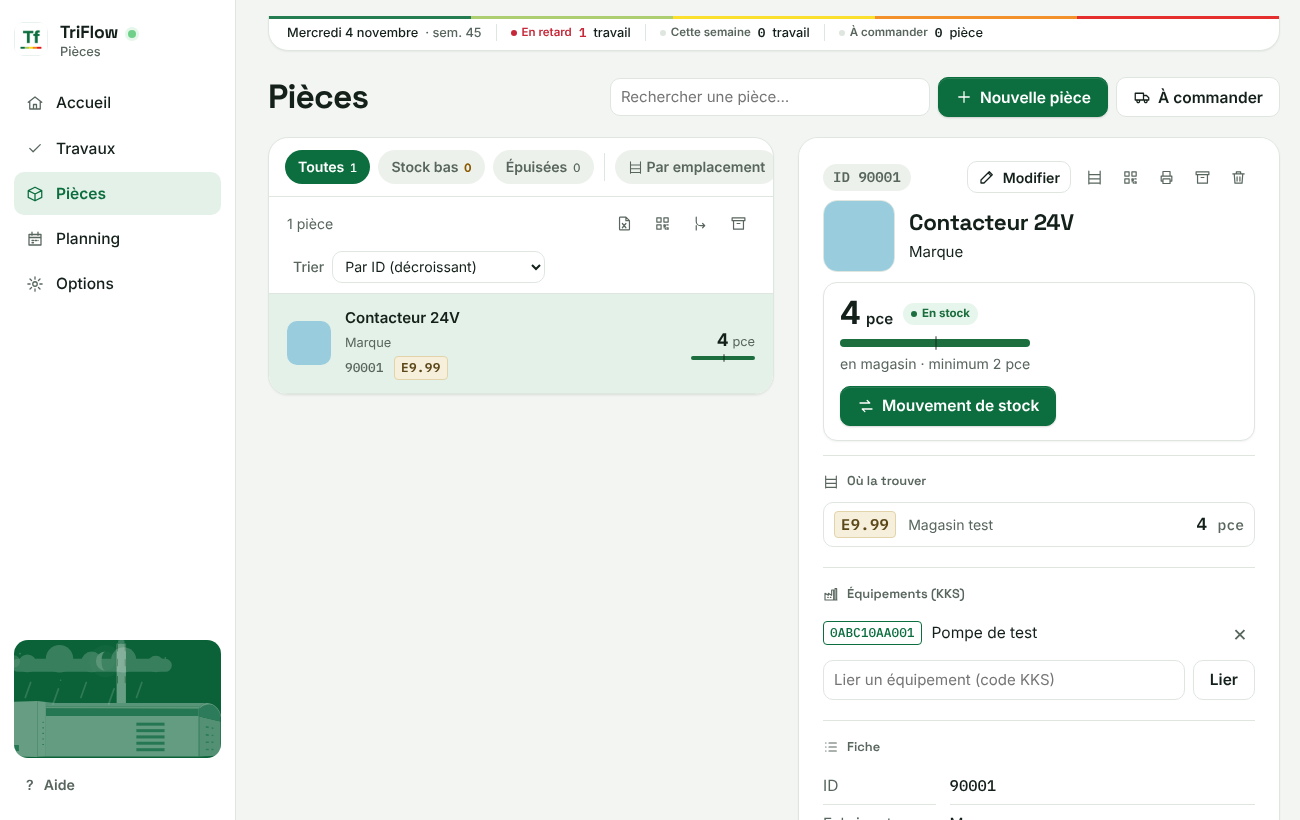 Tf TriFlow
Pièces
Accueil
Travaux
Pièces
Planning
Options
? Aide
Mercredi 4 novembre · sem. 45 En retard 1 travail Cette semaine 0 travail À commander 0 pièce
Pièces
Rechercher une pièce...
+ Nouvelle pièce
À commander
Toutes 1 Stock bas 0 Épuisées 0 Par emplacement
1 pièce
Trier Par ID (décroissant)
Contacteur 24V
Marque
90001 E9.99
4 pce
ID 90001
Modifier
Contacteur 24V
Marque
4 pce En stock
en magasin · minimum 2 pce
Mouvement de stock
Où la trouver
E9.99 Magasin test 4 pce
Équipements (KKS)
0ABC10AA001 Pompe de test
Lier un équipement (code KKS) Lier
Fiche
ID 90001